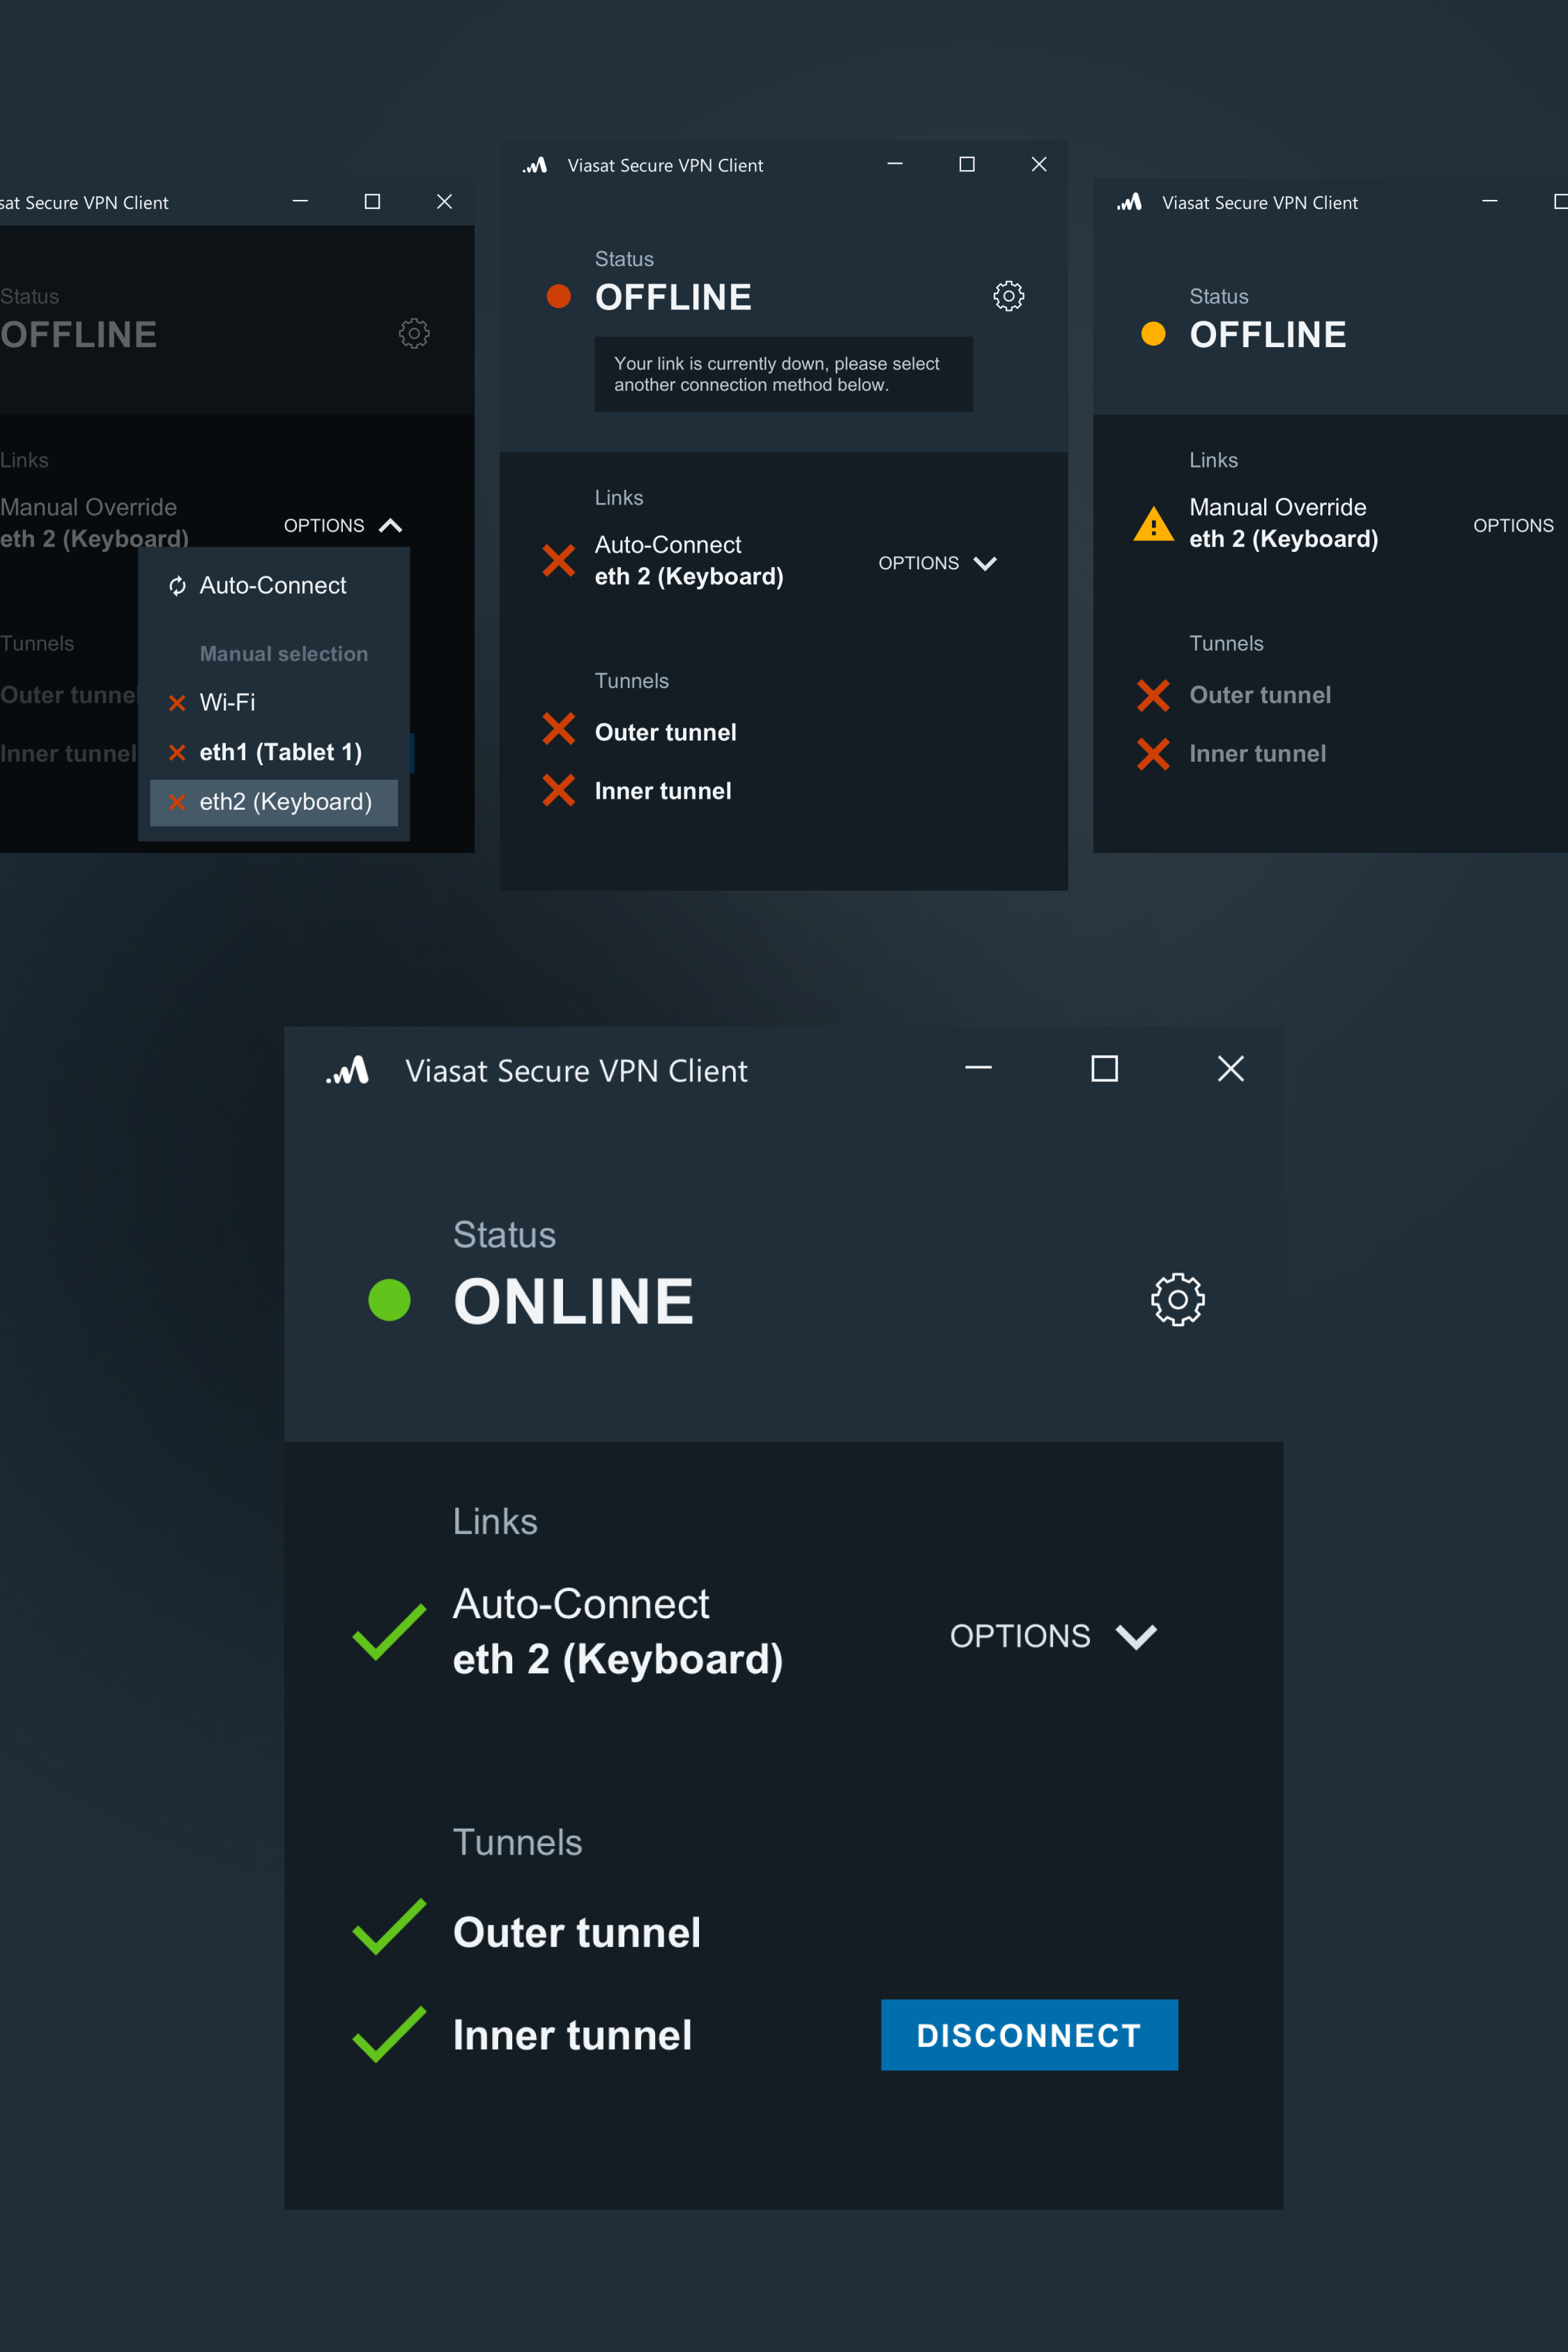 sat Secure VPN Client
Status
OFFLINE
Links
Manual Override
eth 2 (Keyboard)
OPTIONS
Auto-Connect
Manual selection
Wi-Fi
eth1 (Tablet 1)
eth2 (Keyboard)
Tunnels
Outer tunnel
Inner tunnel
Viasat Secure VPN Client
Status
OFFLINE
Your link is currently down, please select
another connection method below.
Links
Auto-Connect
eth 2 (Keyboard)
OPTIONS
Tunnels
Outer tunnel
Inner tunnel
Viasat Secure VPN Client
Status
OFFLINE
Links
Manual Override
eth 2 (Keyboard)
OPTIONS
Tunnels
Outer tunnel
Inner tunnel
Viasat Secure VPN Client
Status
ONLINE
Links
Auto-Connect
eth 2 (Keyboard)
OPTIONS
Tunnels
Outer tunnel
Inner tunnel
DISCONNECT